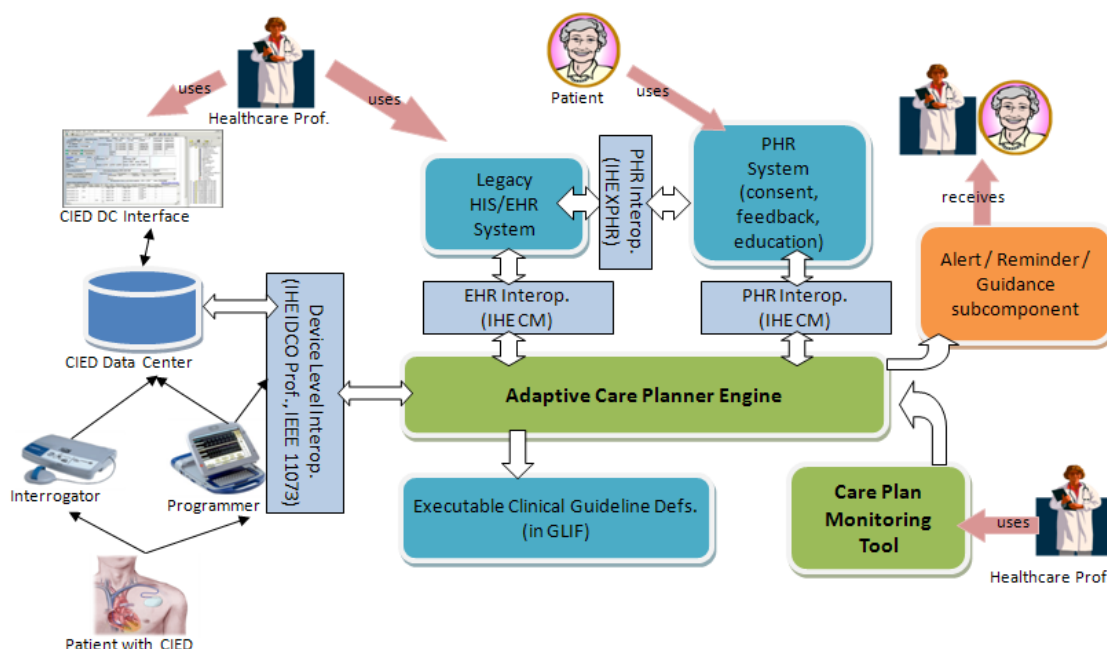 uses
Healthcare Prof.
uses
Patient
uses
CIED DC Interface
Legacy
HIS/EHR
System
PHR Interop.
(IHEXPHR)
PHR
System
(consent,
feedback,
education)
receives
Alert / Reminder /
Guidance
subcomponent
EHR Interop.
(IHE CM)
PHR Interop.
(IHE CM)
CIED Data Center
Device Level Interop.
(IHE IDCO Prof., IEEE 11073)
Adaptive Care Planner Engine
Interrogator
Programmer
Executable Clinical Guideline Defs.
(in GLIF)
Care Plan
Monitoring
Tool
uses
Healthcare Prof
Patient with CIED